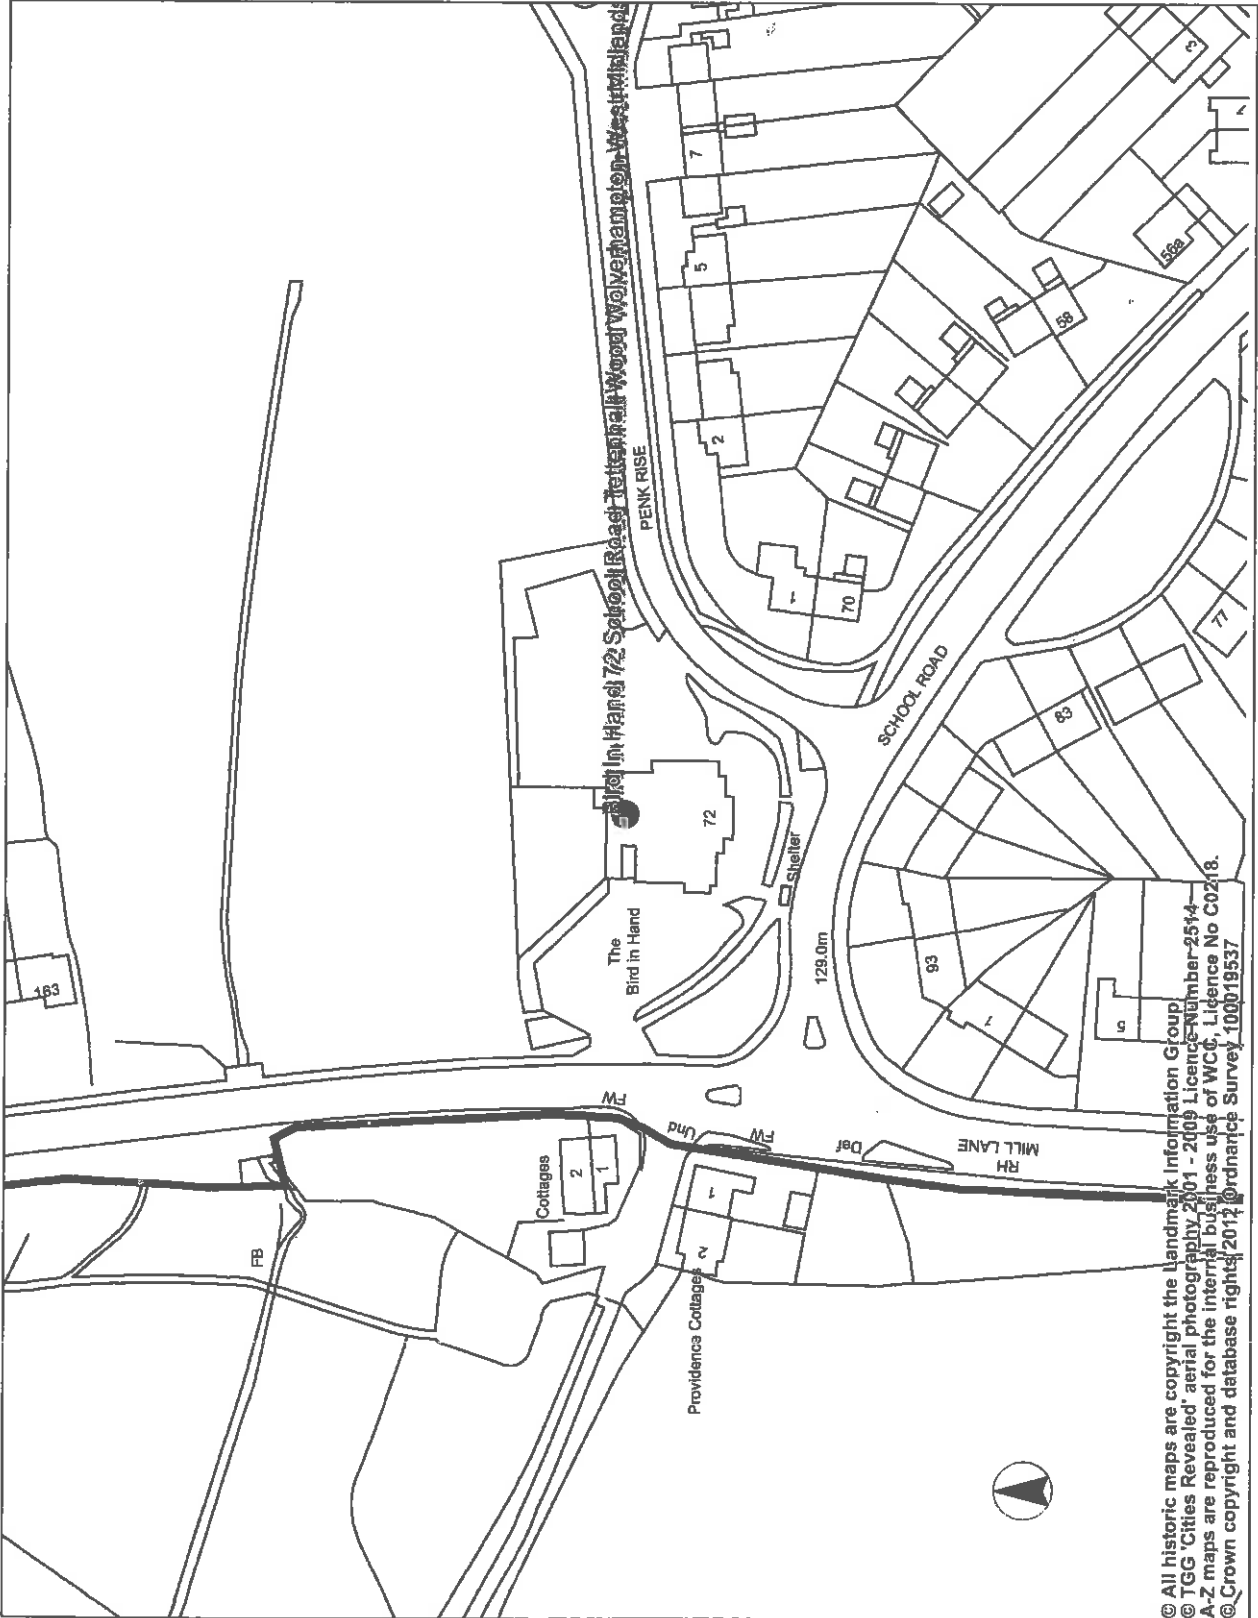 Bird In Hand 72 School Road Tettenhall Wood Wolverhampton West Midlands
PENK RISE
7
5
2
1
70
3
1
56a
58
SCHOOL ROAD
77
83
72
Shelter
The
Bird in Hand
129.0m
93
1
5
163
FW
Und
FW
Def
RH
MILL LANE
Cottages
2
1
1
2
Providence Cottages
FB
© All historic maps are copyright the Landmark Information Group
© TGG 'Cities Revealed' aerial photography 2001 - 2009 Licence Number 2514
A-Z maps are reproduced for the internal business use of WCC, Licence No C0218.
© Crown copyright and database rights 2012 Ordnance Survey 100019537